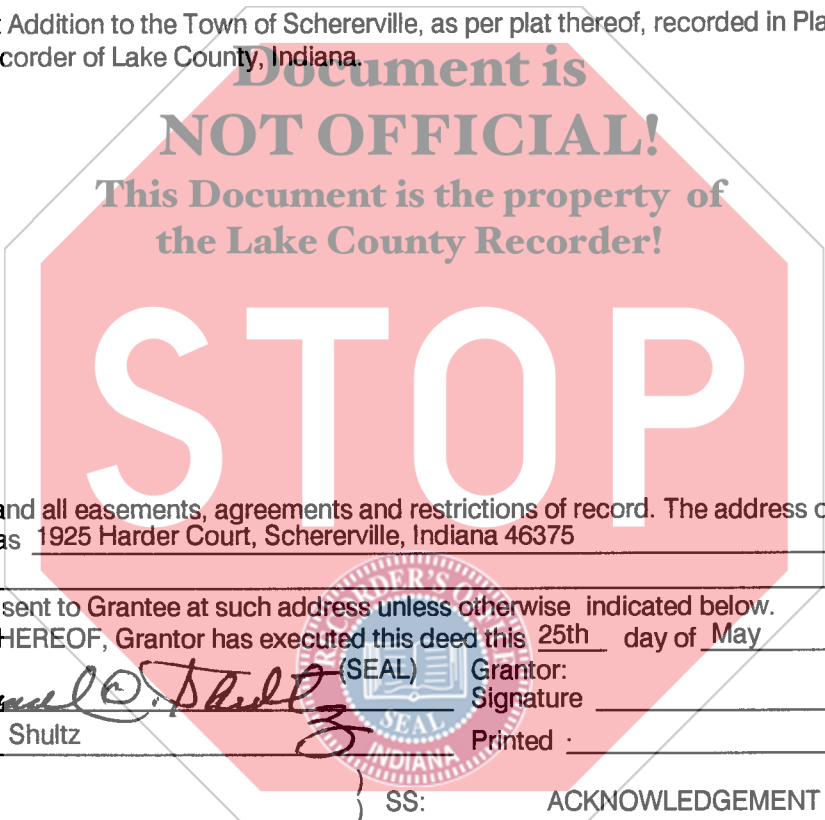 Addition to the Town of Schererville, as per plat thereof, recorded in Pla
corder of Lake County, Indiana.
Document is
NOT OFFICIAL!
This Document is the property of
the Lake County Recorder!
STOP
and all easements, agreements and restrictions of record. The address o
as 1925 Harder Court, Schererville, Indiana 46375
sent to Grantee at such address unless otherwise indicated below.
HEREOF, Grantor has executed this deed this 25th day of May
(SEAL) Grantor:
Signature
Shultz
Printed
RECORDER'S OFFICE
SEAL
INDIANA
SS: ACKNOWLEDGEMENT